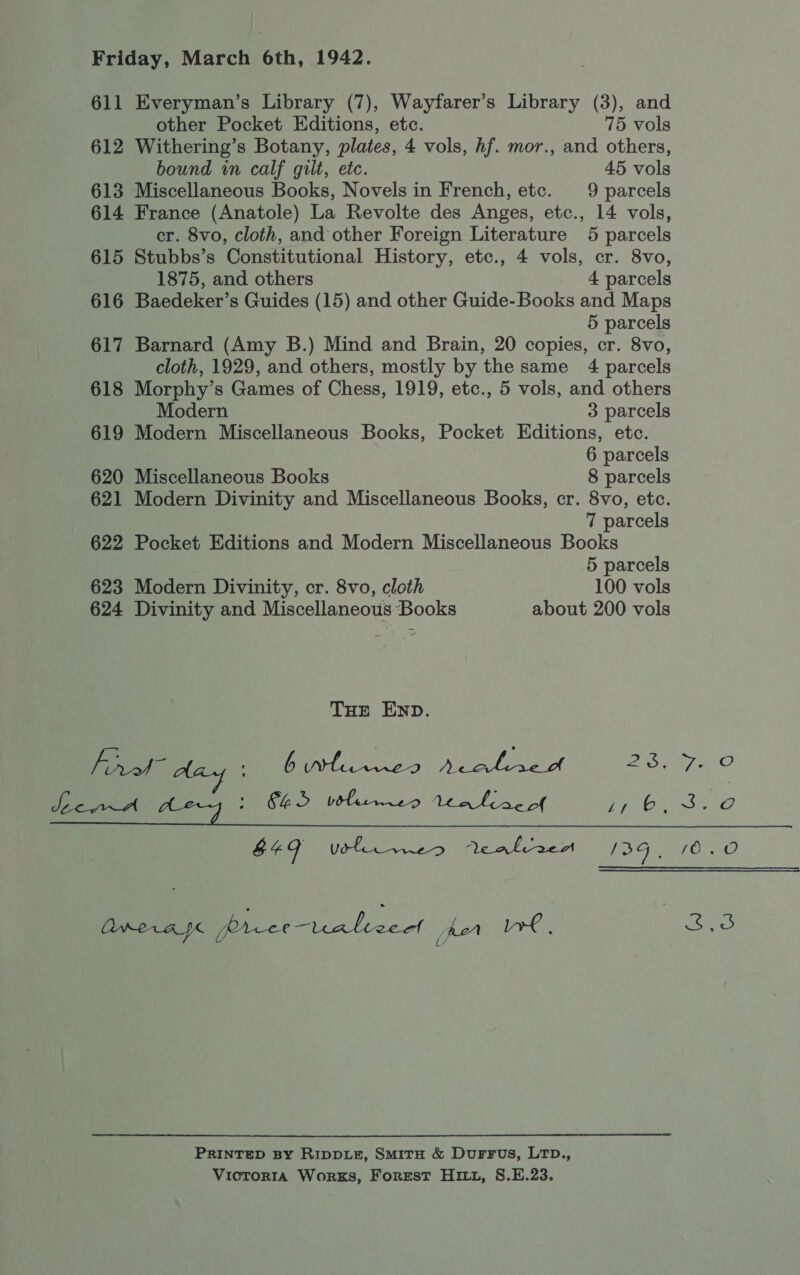 Friday, March 6th, 1942.
611 Everyman's Library (7), Wayfarer's Library (3), and
other Pocket Editions, etc. 75 vols
612 Withering's Botany, plates, 4 vols, hf. mor., and others,
bound in calf gilt, etc. 45 vols
613 Miscellaneous Books, Novels in French, etc. 9 parcels
614 France (Anatole) La Revolte des Anges, etc., 14 vols,
cr. 8vo, cloth, and other Foreign Literature 5 parcels
615 Stubbs's Constitutional History, etc., 4 vols, cr. 8vo,
1875, and others 4 parcels
616 Baedeker's Guides (15) and other Guide-Books and Maps
5 parcels
617 Barnard (Amy B.) Mind and Brain, 20 copies, cr. 8vo,
cloth, 1929, and others, mostly by the same 4 parcels
618 Morphy's Games of Chess, 1919, etc., 5 vols, and others
Modern 3 parcels
619 Modern Miscellaneous Books, Pocket Editions, etc.
6 parcels
620 Miscellaneous Books 8 parcels
621 Modern Divinity and Miscellaneous Books, cr. 8vo, etc.
7 parcels
622 Pocket Editions and Modern Miscellaneous Books
5 parcels
623 Modern Divinity, cr. 8vo, cloth 100 vols
624 Divinity and Miscellaneous Books about 200 vols
THE END.
First day : 6 volumes realised 23. 7. 0
Second day : 843 volumes realised 116. 3. 0
849 volumes realised 139. 10. 0
Average price realized per vol. 3.3
PRINTED BY RIDDLE, SMITH & DUFFUS, LTD.,
VICTORIA WORKS, FOREST HILL, S.E.23.